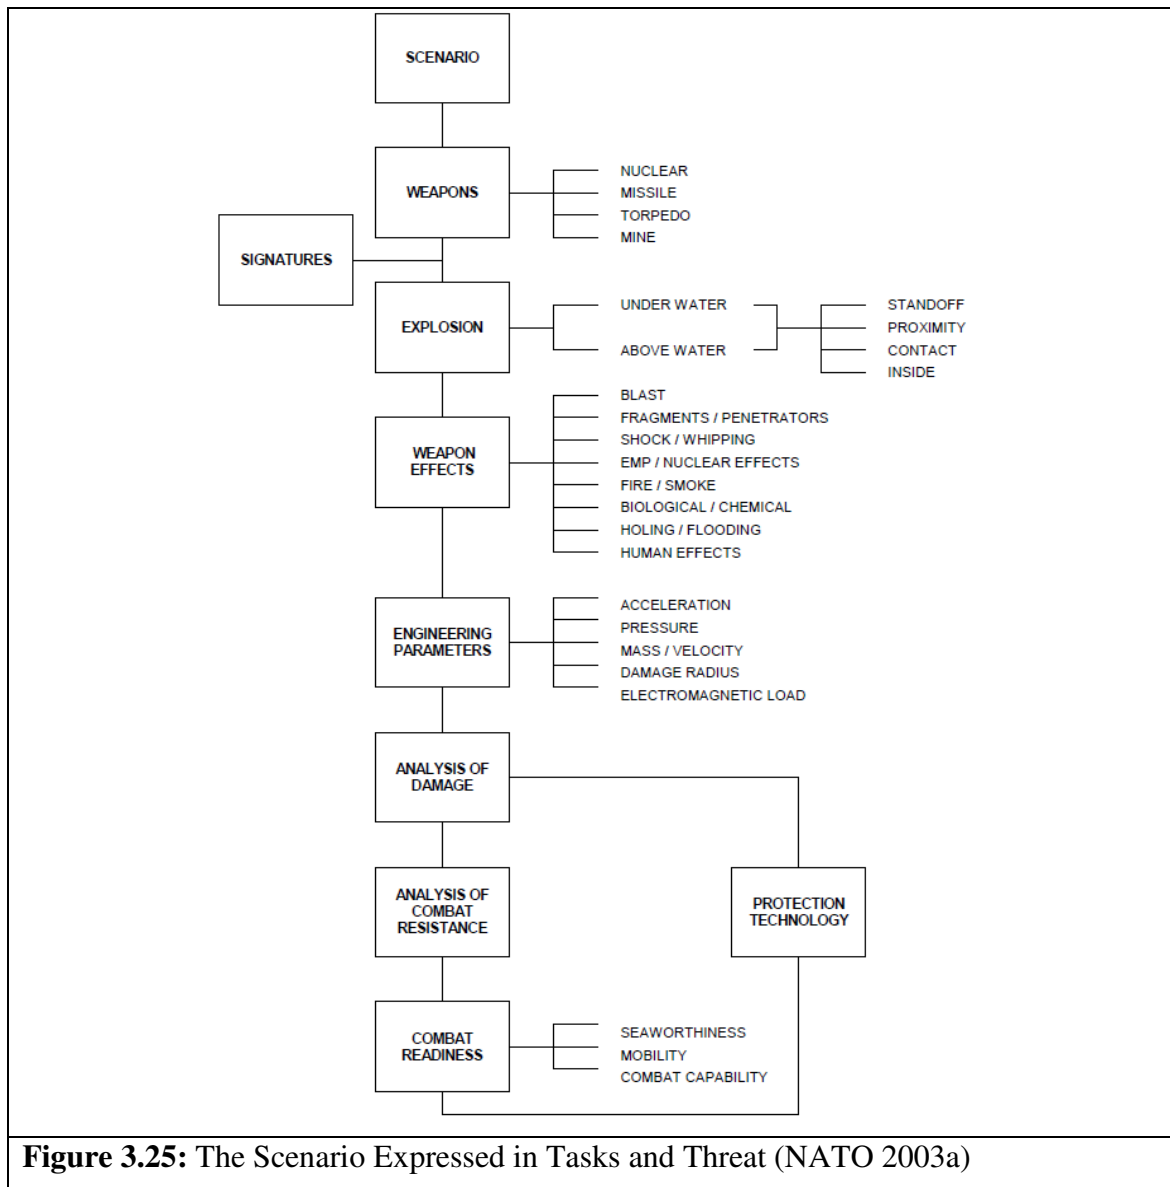 SCENARIO
WEAPONS
NUCLEAR
MISSILE
TORPEDO
MINE
SIGNATURES
EXPLOSION
UNDER WATER
ABOVE WATER
STANDOFF
PROXIMITY
CONTACT
INSIDE
WEAPON
EFFECTS
BLAST
FRAGMENTS / PENETRATORS
SHOCK / WHIPPING
EMP / NUCLEAR EFFECTS
FIRE / SMOKE
BIOLOGICAL / CHEMICAL
HOLING / FLOODING
HUMAN EFFECTS
ENGINEERING
PARAMETERS
ACCELERATION
PRESSURE
MASS / VELOCITY
DAMAGE RADIUS
ELECTROMAGNETIC LOAD
ANALYSIS OF
DAMAGE
ANALYSIS OF
COMBAT
RESISTANCE
PROTECTION
TECHNOLOGY
COMBAT
READINESS
SEAWORTHINESS
MOBILITY
COMBAT CAPABILITY
Figure 3.25: The Scenario Expressed in Tasks and Threat (NATO 2003a)